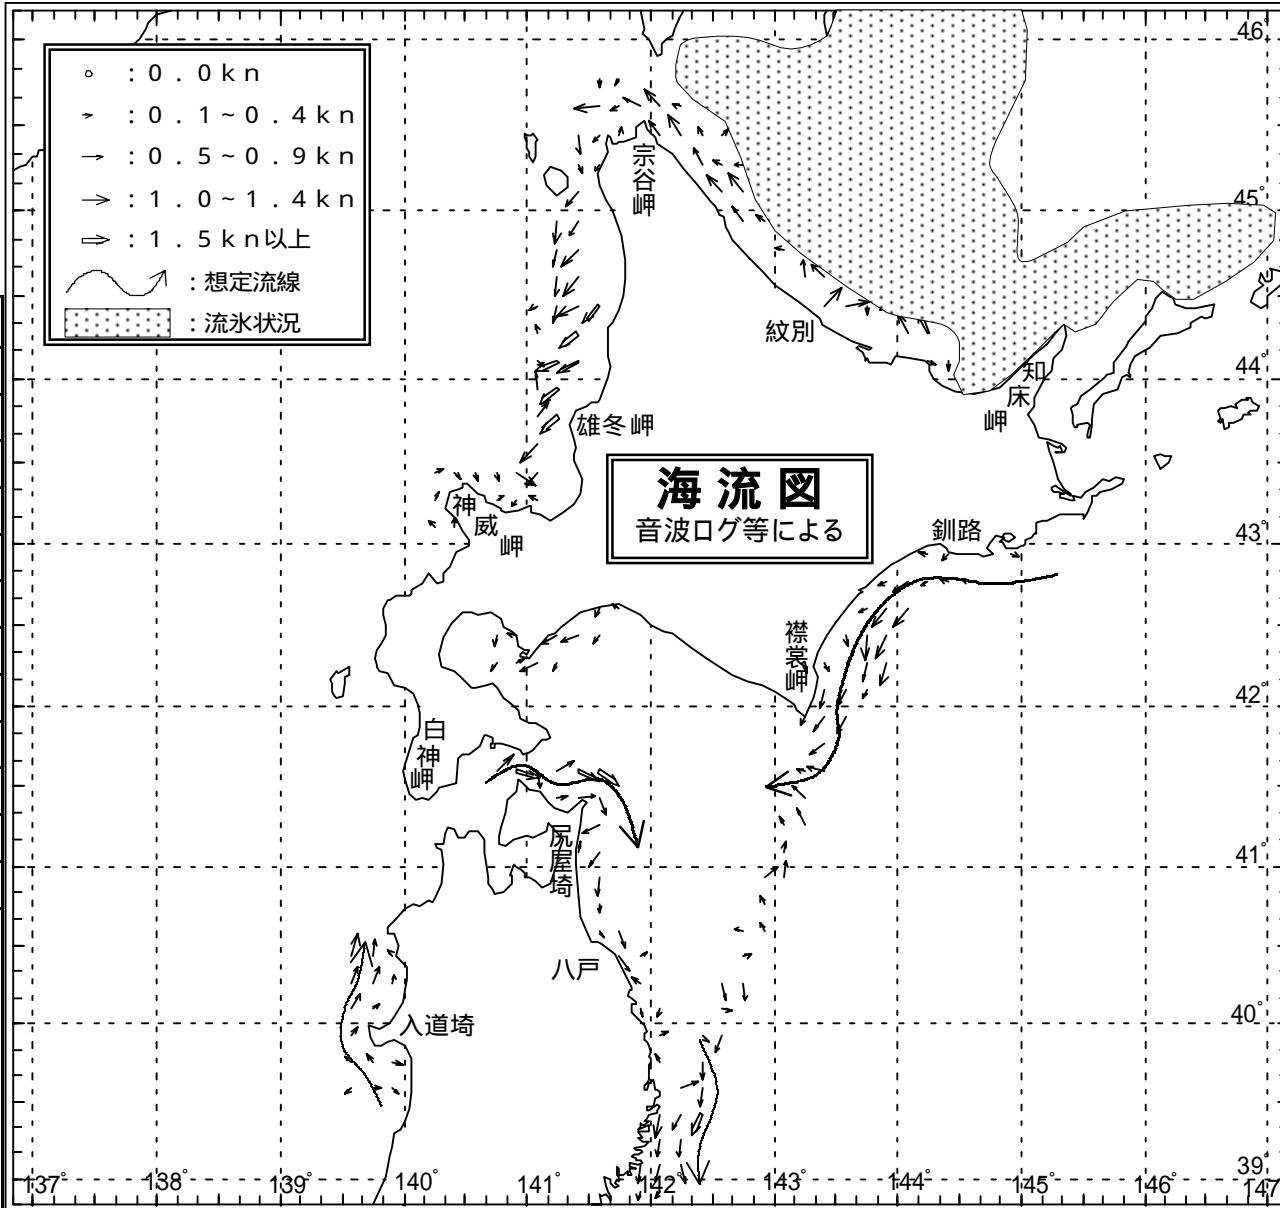 ：０．０ｋｎ
：０．１～０．４ｋｎ
：０．５～０．９ｋｎ
：１．０～１．４ｋｎ
：１．５ｋｎ以上
：想定流線
：流氷状況
46°
宗谷岬
45°
紋別
44°
知床岬
雄冬岬
海流図
音波ログ等による
神威岬
釧路
43°
襟裳岬
42°
白神岬
尻屋埼
41°
八戸
入道埼
40°
39°
137° 138° 139° 140° 141° 142° 143° 144° 145° 146° 147